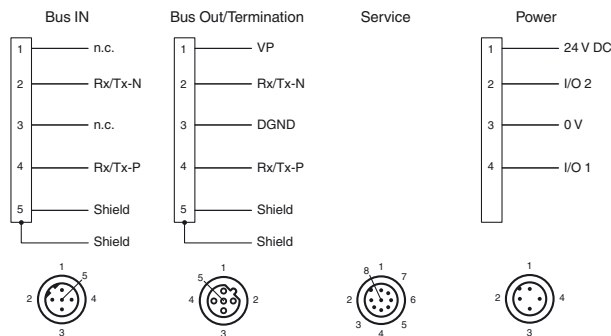 Bus IN
Bus Out/Termination
Service
Power
1 n.c.
2 Rx/Tx-N
3 n.c.
4 Rx/Tx-P
5 Shield
Shield
1 VP
2 Rx/Tx-N
3 DGND
4 Rx/Tx-P
5 Shield
Shield
1 24 V DC
2 I/O 2
3 0 V
4 I/O 1
1
5
2
4
3
1
5
4
2
3
8
1
7
2
6
3
5
4
1
2
4
3